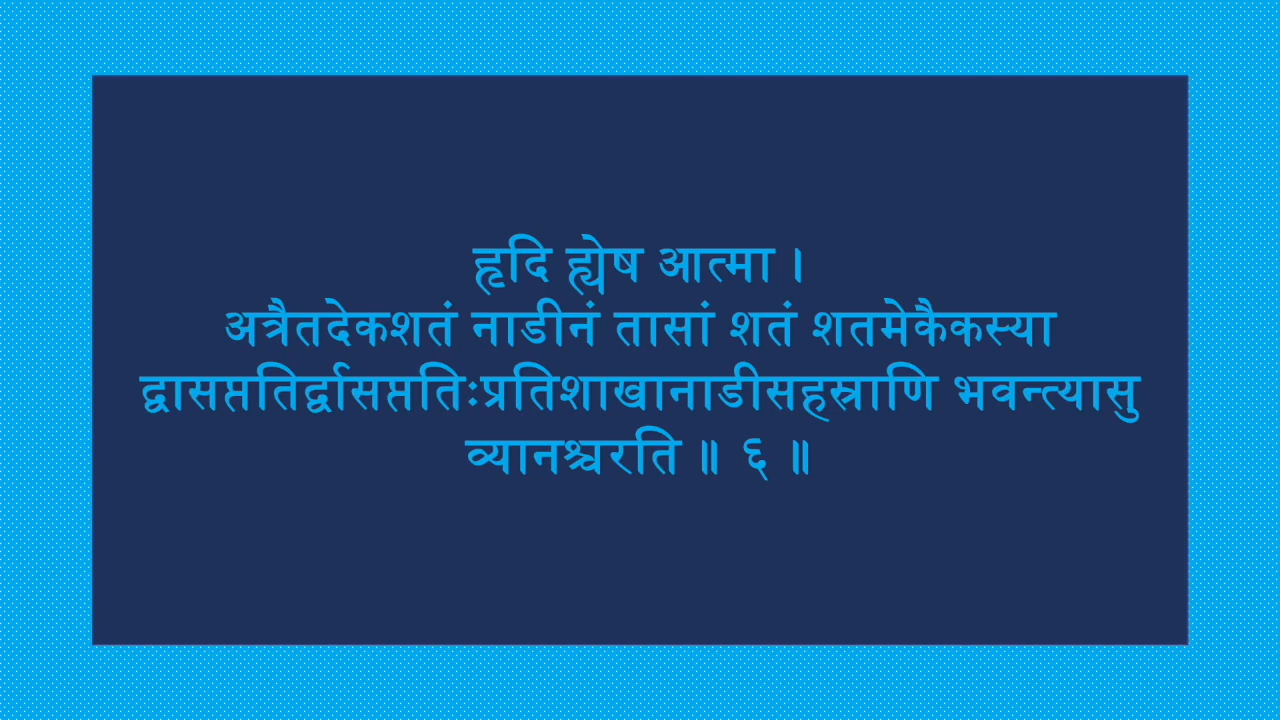 हृदि ह्येष आत्मा ।
अत्रैतदेकशतं नाडीनं तासां शतं शतमेकैकस्या
द्वासप्ततिर्द्वासप्ततिःप्रतिशाखानाडीसहस्राणि भवन्त्यासु
व्यानश्चरति ॥ ६ ॥